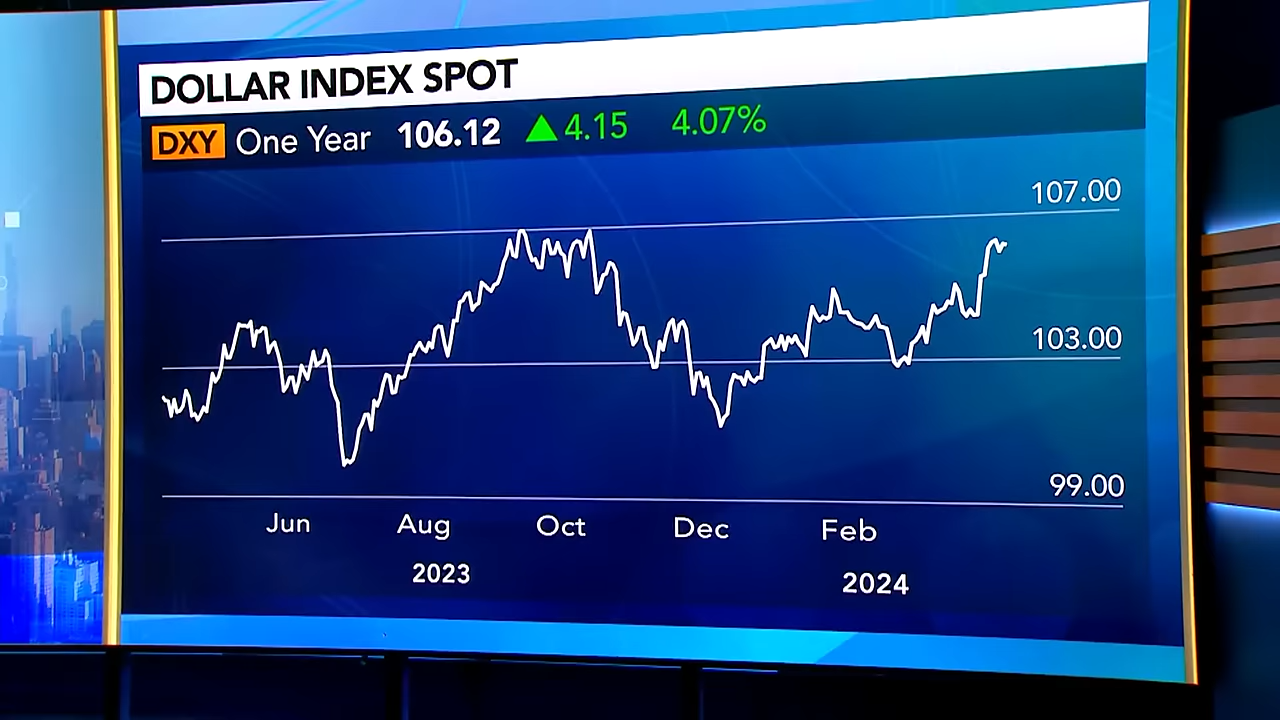 DOLLAR INDEX SPOT
DXY One Year 106.12 ▲4.15 4.07%
107.00
103.00
99.00
Jun Aug Oct Dec Feb
2023 2024